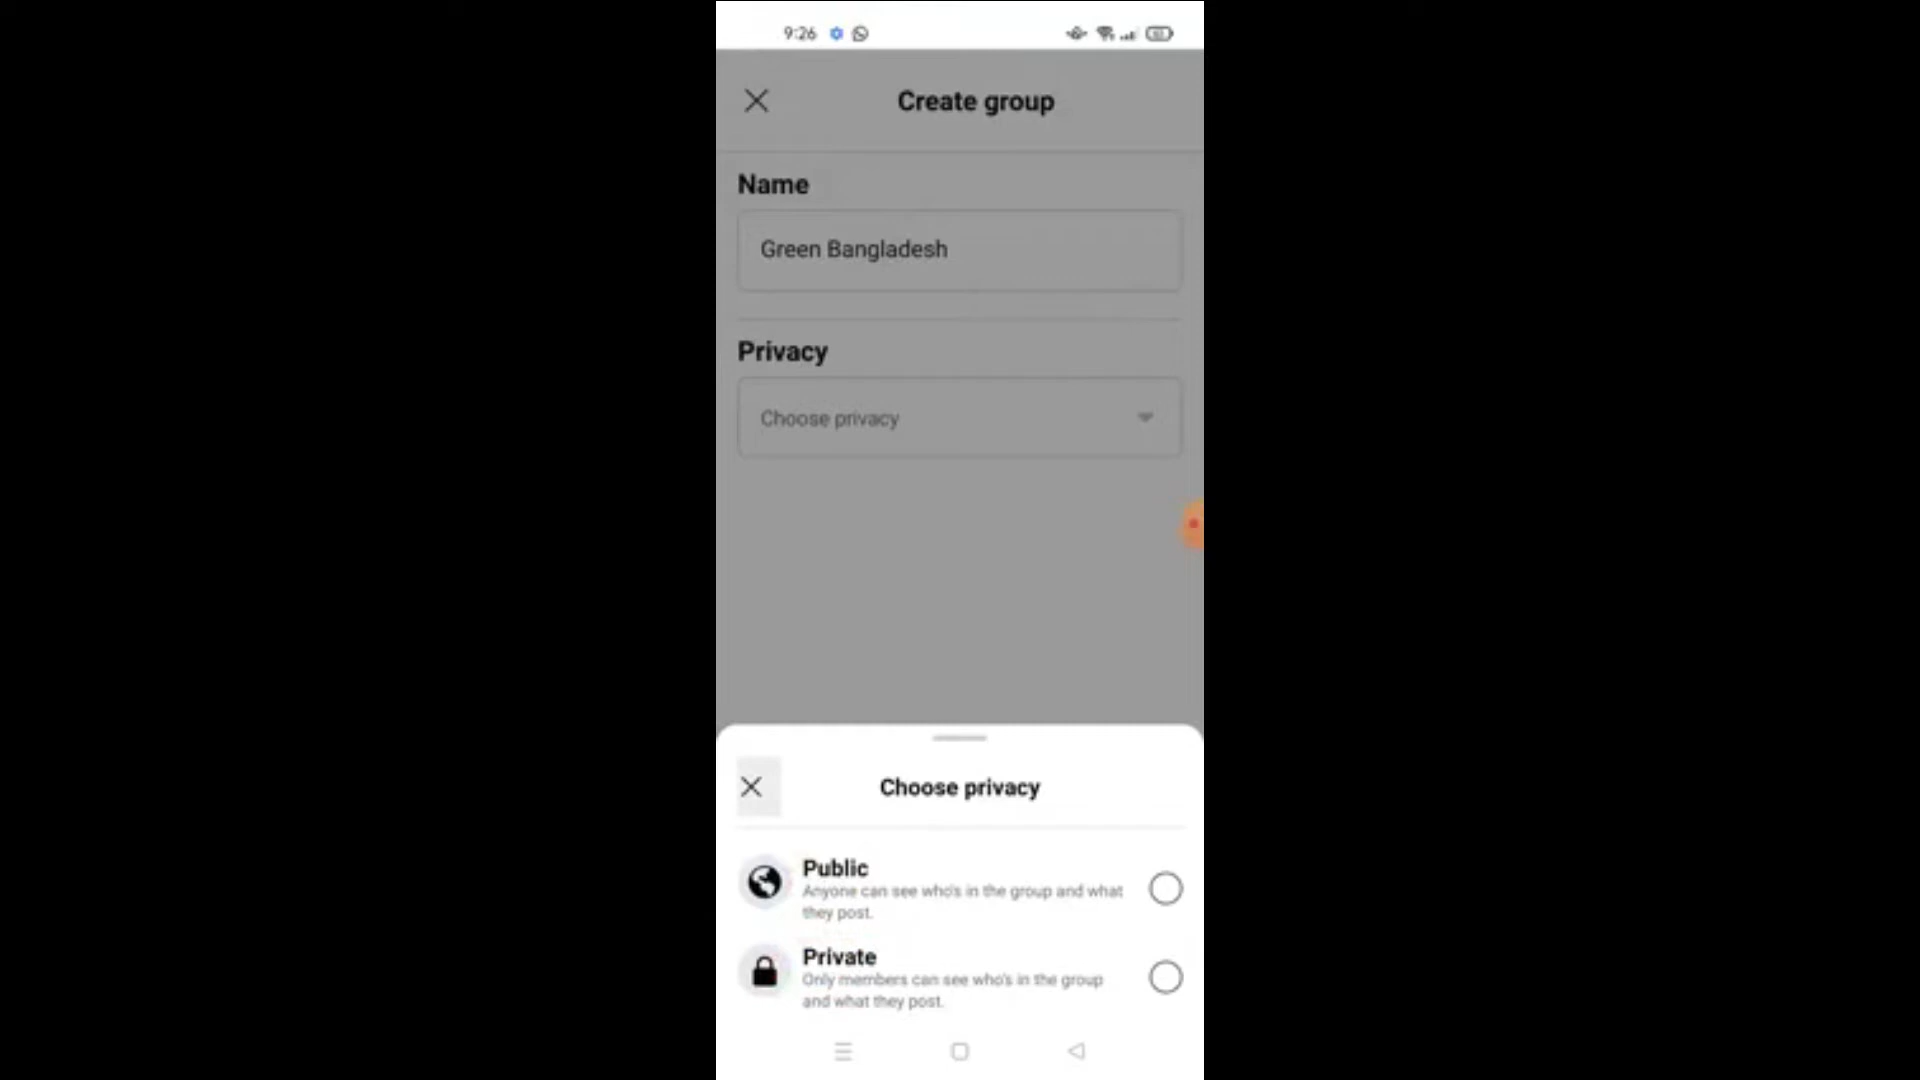 9:26
Create group
Name
Green Bangladesh
Privacy
Choose privacy
Choose privacy
Public
Anyone can see who's in the group and what
they post.
Private
Only members can see who's in the group
and what they post.